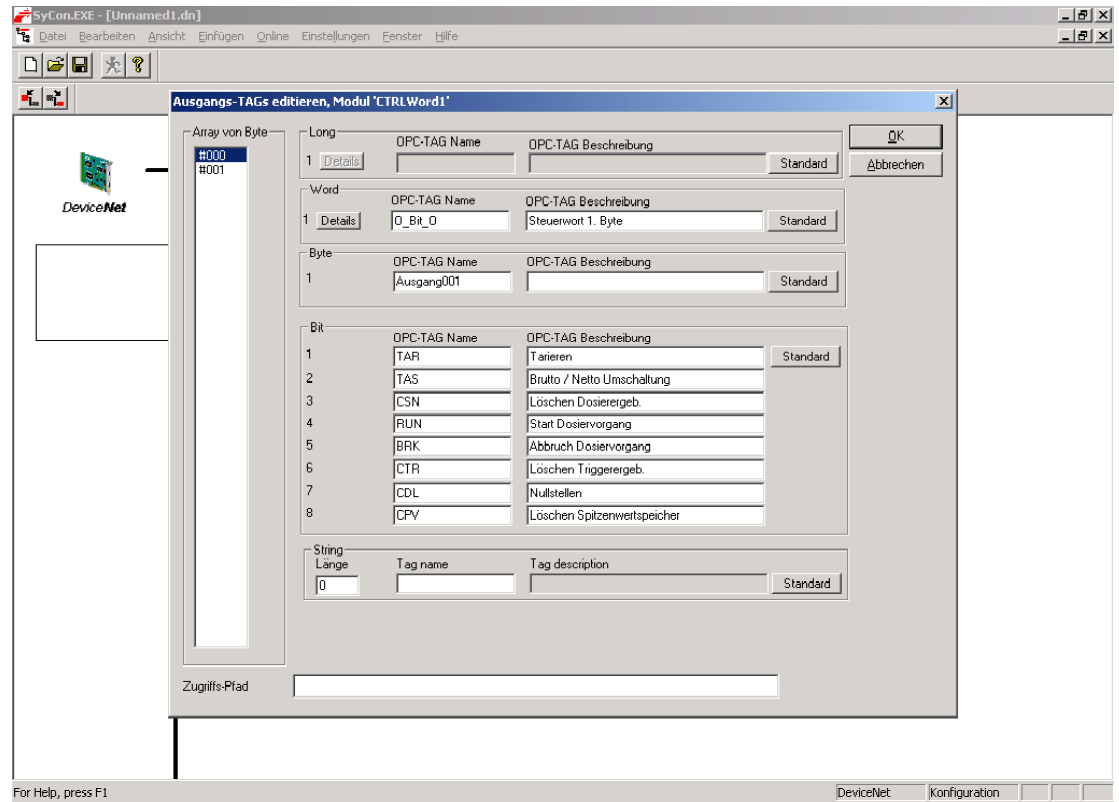 SyCon.EXE - [Unnamed1.dn]
Datei Bearbeiten Ansicht Einfügen Online Einstellungen Fenster Hilfe
Ausgangs-TAGs editieren, Modul 'CTRLWord1'
DeviceNet
Array von Byte
#000
#001
Long
OPC-TAG Name OPC-TAG Beschreibung
1 Details Standard
Word
OPC-TAG Name OPC-TAG Beschreibung
1 Details O_Bit_0 Steuerwort 1. Byte Standard
Byte
OPC-TAG Name OPC-TAG Beschreibung
1 Ausgang001 Standard
Bit
OPC-TAG Name OPC-TAG Beschreibung
1 TAR Tarieren Standard
2 TAS Brutto / Netto Umschaltung
3 CSN Löschen Dosierergeb.
4 RUN Start Dosiervorgang
5 BRK Abbruch Dosiervorgang
6 CTR Löschen Triggerergeb.
7 CDL Nullstellen
8 CPV Löschen Spitzenwertspeicher
String
Länge Tag name Tag description
0 Standard
OK
Abbrechen
Zugriffs-Pfad
For Help, press F1 DeviceNet Konfiguration